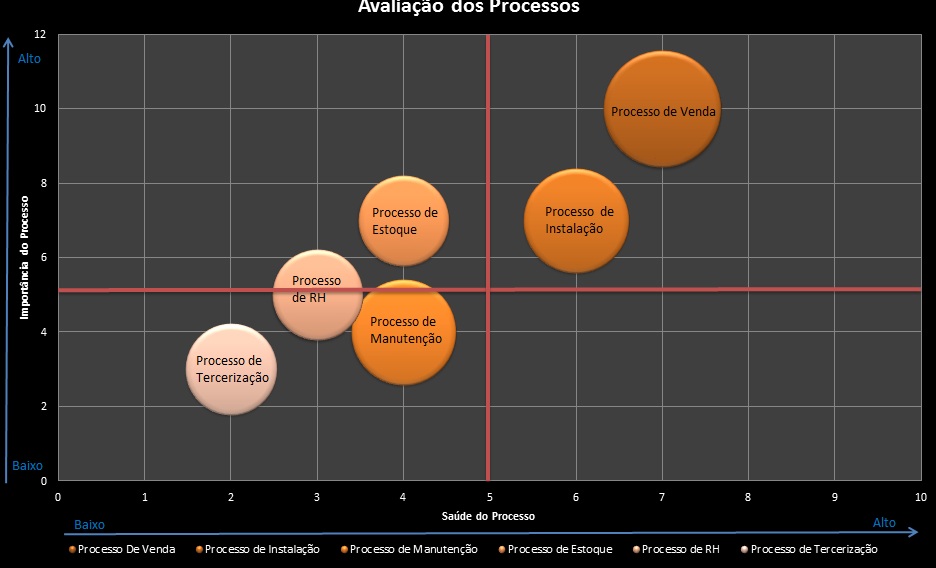 Avaliação dos Processos
12
Alto
10
Processo de Venda
8
Processo de
Estoque
Processo de
Instalação
Importância do Processo
6
Processo
de RH
4
Processo de
Manutenção
Processo de
Tercerização
2
Baixo
0
0 1 2 3 4 5 6 7 8 9 10
Saúde do Processo
Baixo Alto
Processo De Venda Processo de Instalação Processo de Manutenção Processo de Estoque Processo de RH Processo de Tercerização